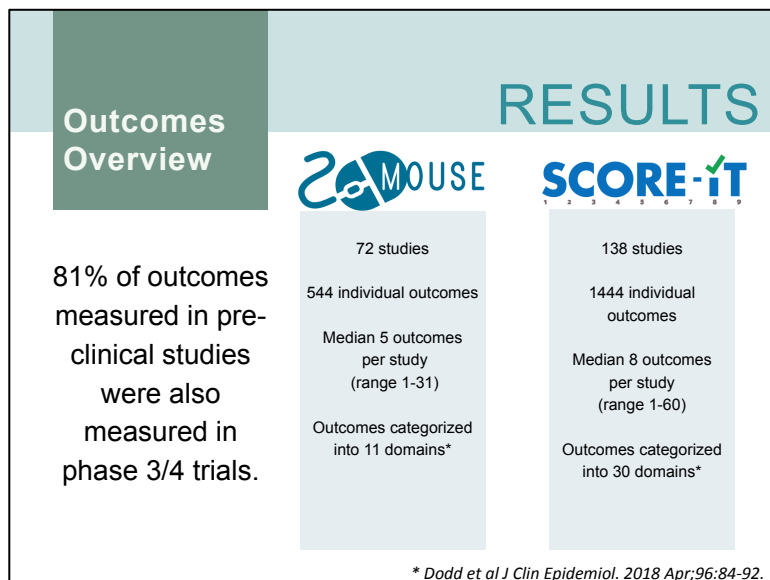 RESULTS
Outcomes
Overview
MOUSE
SCORE-iT
1 2 3 4 5 6 7 8 9
81% of outcomes
measured in pre-
clinical studies
were also
measured in
phase 3/4 trials.
72 studies
544 individual outcomes
Median 5 outcomes
per study
(range 1-31)
Outcomes categorized
into 11 domains*
138 studies
1444 individual
outcomes
Median 8 outcomes
per study
(range 1-60)
Outcomes categorized
into 30 domains*
* Dodd et al J Clin Epidemiol. 2018 Apr;96:84-92.